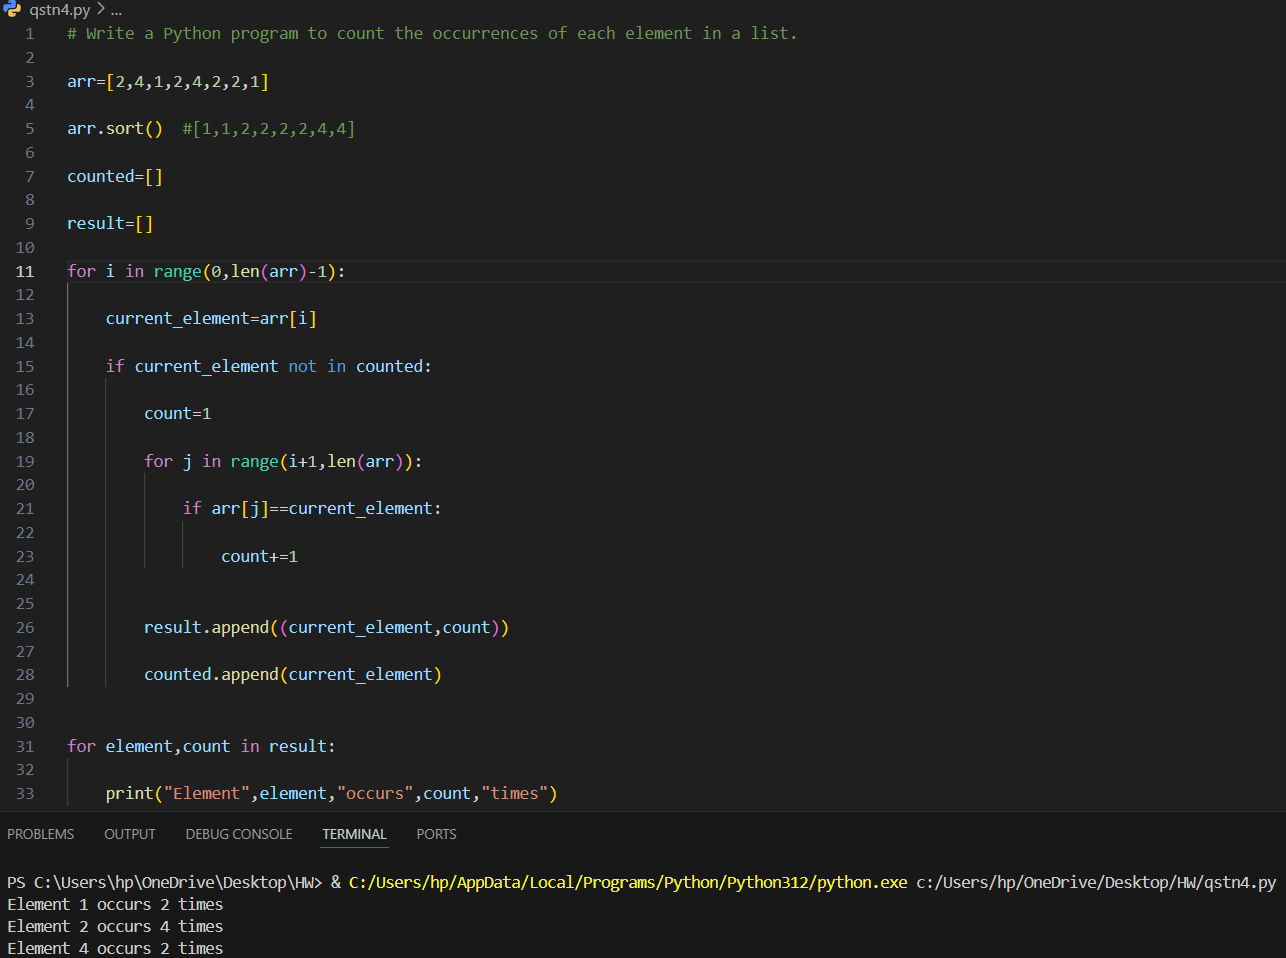 qstn4.py > ...
1 # Write a Python program to count the occurrences of each element in a list.
2
3 arr=[2,4,1,2,4,2,2,1]
4
5 arr.sort()  #[1,1,2,2,2,2,4,4]
6
7 counted=[]
8
9 result=[]
10
11 for i in range(0,len(arr)-1):
12
13     current_element=arr[i]
14
15     if current_element not in counted:
16
17         count=1
18
19         for j in range(i+1,len(arr)):
20
21             if arr[j]==current_element:
22
23                 count+=1
24
25
26         result.append((current_element,count))
27
28         counted.append(current_element)
29
30
31 for element,count in result:
32
33     print("Element",element,"occurs",count,"times")
PROBLEMS OUTPUT DEBUG CONSOLE TERMINAL PORTS
PS C:\Users\hp\OneDrive\Desktop\HW> & C:/Users/hp/AppData/Local/Programs/Python/Python312/python.exe c:/Users/hp/OneDrive/Desktop/HW/qstn4.py
Element 1 occurs 2 times
Element 2 occurs 4 times
Element 4 occurs 2 times